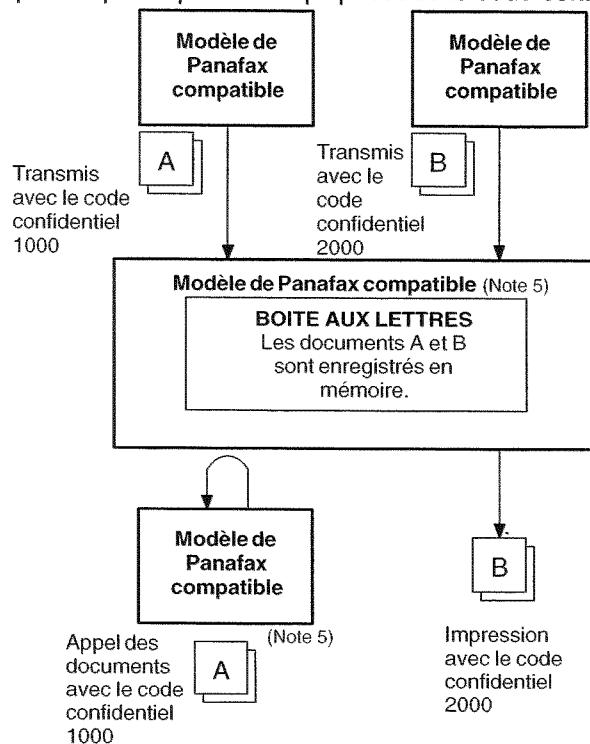 Modèle de
Panafax
compatible
Modèle de
Panafax
compatible
A
B
Transmis
avec le code
confidentiel
1000
Transmis
avec le
code
confidentiel
2000
Modèle de Panafax compatible (Note 5)
BOITE AUX LETTRES
Les documents A et B
sont enregistrés en
mémoire.
Modèle de
Panafax
compatible
(Note 5)
Appel des
documents
avec le code
confidentiel
1000
A
B
Impression
avec le code
confidentiel
2000